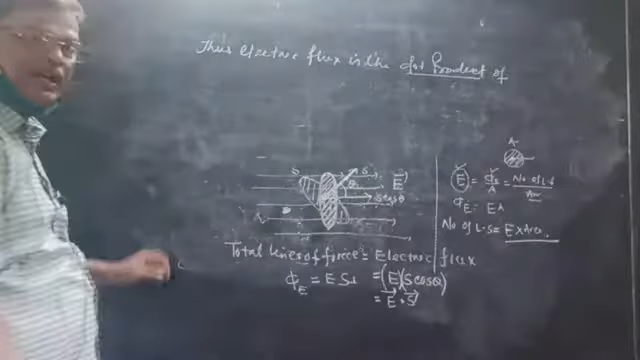 Thus electric flux is the dot Product of
S
S
θ
E⃗
S cosθ
Total lines of force = Electric flux
ϕ_E = E S⊥ = (E)(S cosθ)
= E⃗ • S⃗
A
(E) = ϕ_E/A = No. of L.S/Area
ϕ_E = EA
No of L.S = E x Area.